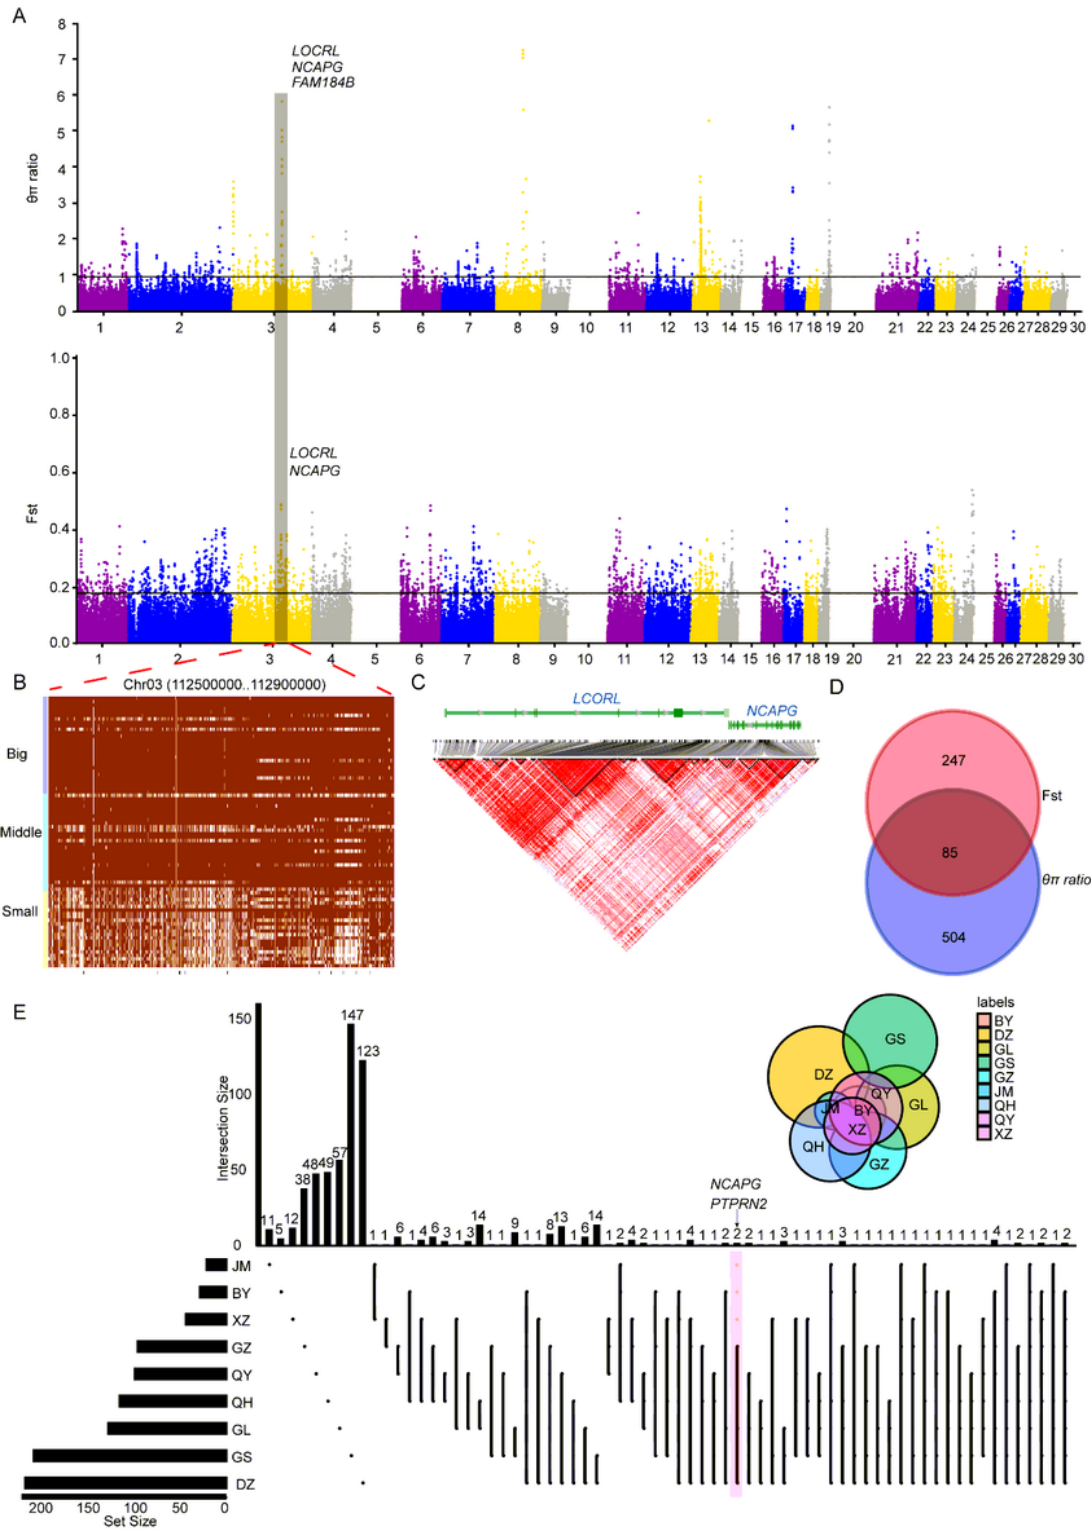 A
8
7
6
5
4
3
2
1
0
θπ ratio
LOCRL
NCAPG
FAM184B
1 2 3 4 5 6 7 8 9 10 11 12 13 14 15 16 17 18 19 20 21 22 23 24 25 26 27 28 29 30
1.0
0.8
0.6
0.4
0.2
0.0
Fst
LOCRL
NCAPG
1 2 3 4 5 6 7 8 9 10 11 12 13 14 15 16 17 18 19 20 21 22 23 24 25 26 27 28 29 30
B
Chr03 (112500000..112900000)
Big
Middle
Small
C
LCORL
NCAPG
D
247
Fst
85
θπ ratio
504
E
150
100
50
0
Intersection Size
11 5 12 38 48 49 57 147 123 1 1 6 1 4 6 3 1 3 14 1 1 9 1 8 13 1 6 14 1 2 4 2 1 1 1 4 1 1 2 2 2 1 1 3 1 1 1 1 3 1 1 1 1 1 1 1 1 1 1 1 1 4 1 2 1 2 1 2
NCAPG
PTPRN2
DZ
GS
QY
GL
JM
BY
XZ
QH
GZ
labels
BY
DZ
GL
GS
GZ
JM
QH
QY
XZ
JM
BY
XZ
GZ
QY
QH
GL
GS
DZ
200 150 100 50 0
Set Size